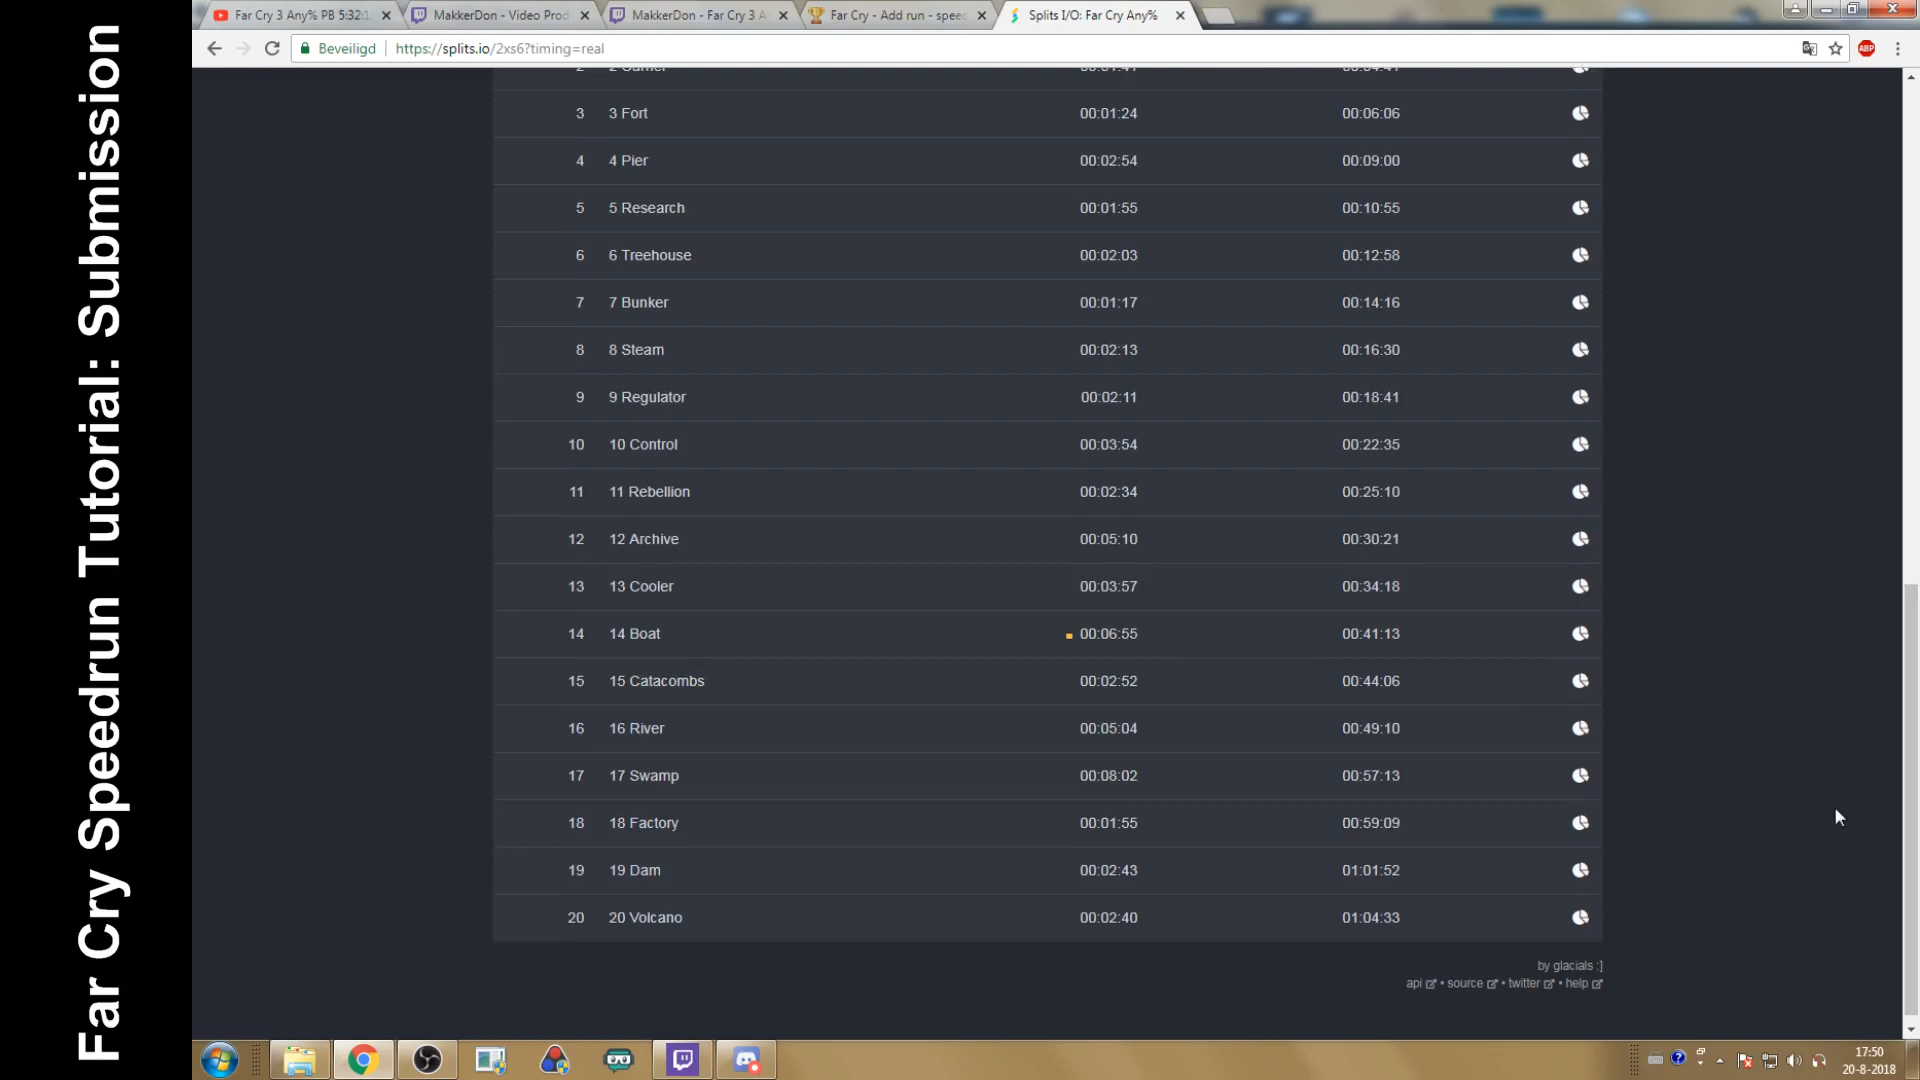 Far Cry Speedrun Tutorial: Submission
Far Cry 3 Any% PB 5:32:1
MakkerDon - Video Prod
MakkerDon - Far Cry 3 A
Far Cry - Add run - speed
Splits I/O: Far Cry Any%
Beveiligd
https://splits.io/2xs6?timing=real
ABP
3 3 Fort 00:01:24 00:06:06
4 4 Pier 00:02:54 00:09:00
5 5 Research 00:01:55 00:10:55
6 6 Treehouse 00:02:03 00:12:58
7 7 Bunker 00:01:17 00:14:16
8 8 Steam 00:02:13 00:16:30
9 9 Regulator 00:02:11 00:18:41
10 10 Control 00:03:54 00:22:35
11 11 Rebellion 00:02:34 00:25:10
12 12 Archive 00:05:10 00:30:21
13 13 Cooler 00:03:57 00:34:18
14 14 Boat 00:06:55 00:41:13
15 15 Catacombs 00:02:52 00:44:06
16 16 River 00:05:04 00:49:10
17 17 Swamp 00:08:02 00:57:13
18 18 Factory 00:01:55 00:59:09
19 19 Dam 00:02:43 01:01:52
20 20 Volcano 00:02:40 01:04:33
by glacials :]
api • source • twitter • help
17:50
20-8-2018